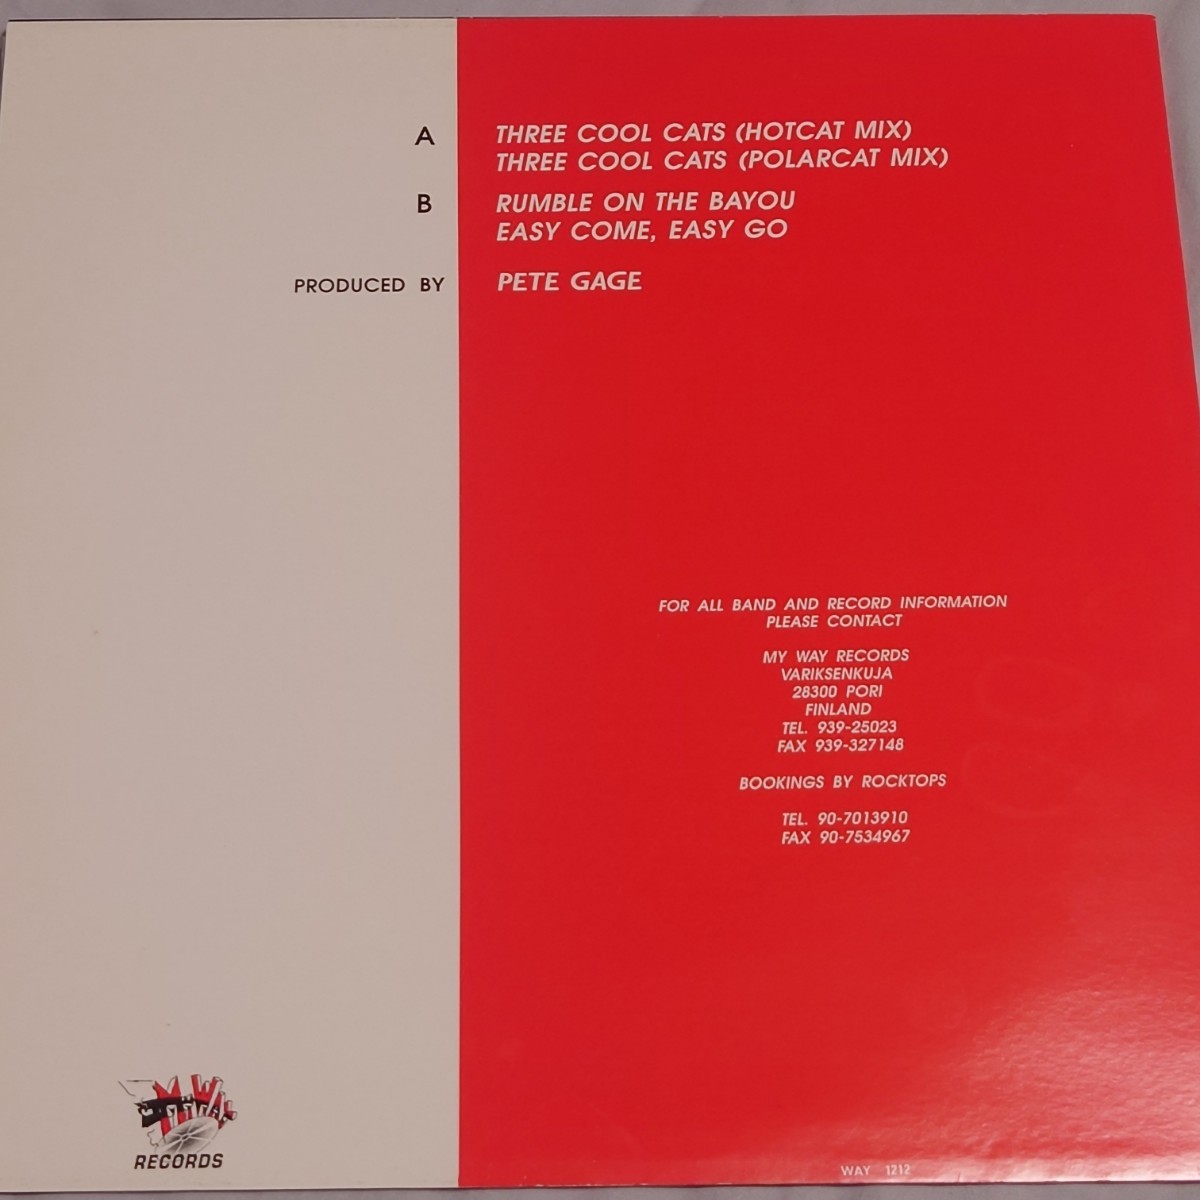 A THREE COOL CATS (HOTCAT MIX)
THREE COOL CATS (POLARCAT MIX)
B RUMBLE ON THE BAYOU
EASY COME, EASY GO
PRODUCED BY PETE GAGE
FOR ALL BAND AND RECORD INFORMATION
PLEASE CONTACT
MY WAY RECORDS
VARIKSENKUJA
28300 PORI
FINLAND
TEL. 939-25023
FAX 939-327148
BOOKINGS BY ROCKTOPS
TEL. 90-7013910
FAX 90-7534967
MY WAY
RECORDS
WAY 1212